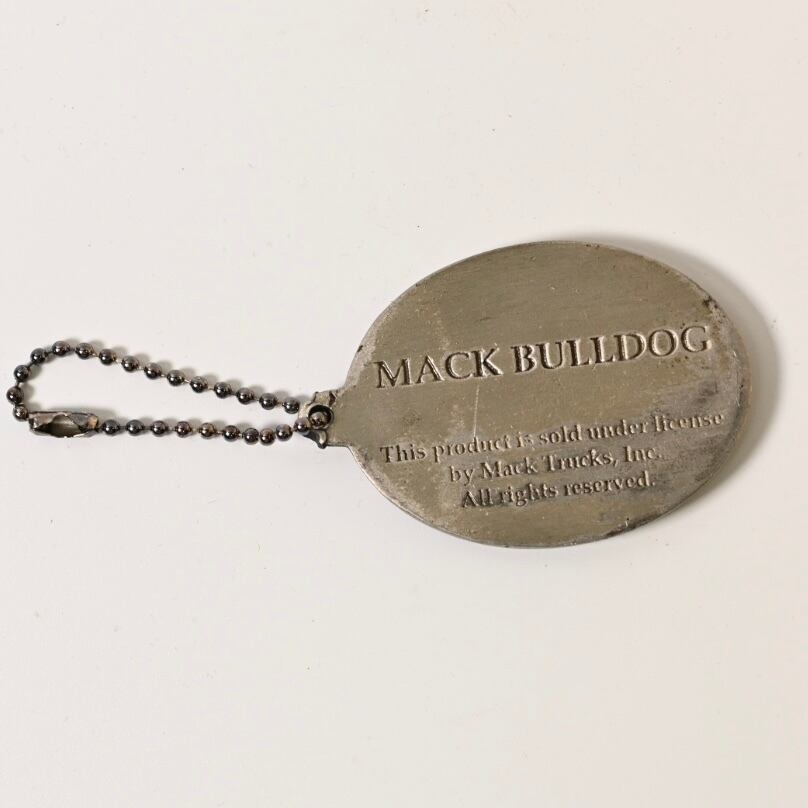 MACK BULLDOG
This product is sold under license
by Mack Trucks, Inc.
All rights reserved.